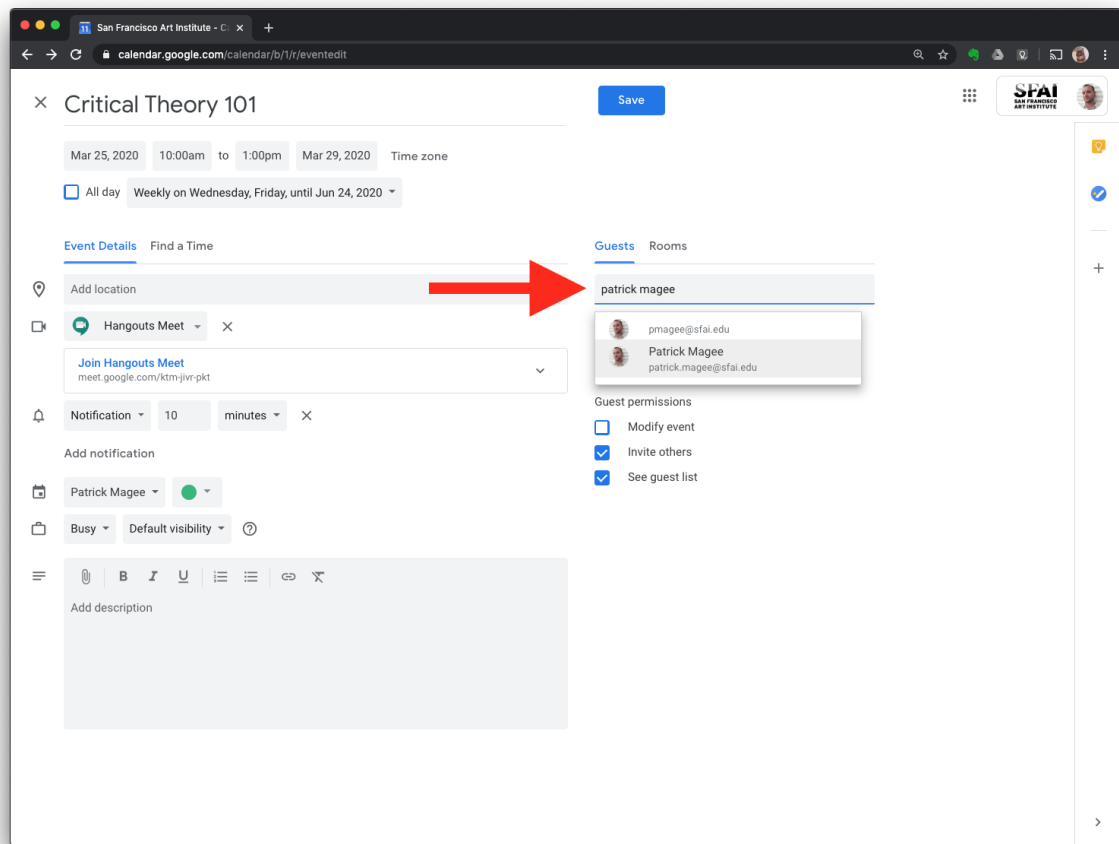 San Francisco Art Institute - C
calendar.google.com/calendar/b/1/r/eventedit
Critical Theory 101
Save
SFAI
SAN FRANCISCO
ART INSTITUTE
Mar 25, 2020 10:00am to 1:00pm Mar 29, 2020 Time zone
All day Weekly on Wednesday, Friday, until Jun 24, 2020
Event Details Find a Time
Guests Rooms
Add location
patrick magee
Hangouts Meet
pmagee@sfai.edu
Patrick Magee
patrick.magee@sfai.edu
Join Hangouts Meet
meet.google.com/ktm-jivr-pkt
Guest permissions
Notification 10 minutes
Modify event
Invite others
Add notification
See guest list
Patrick Magee
Busy Default visibility
B I U
Add description